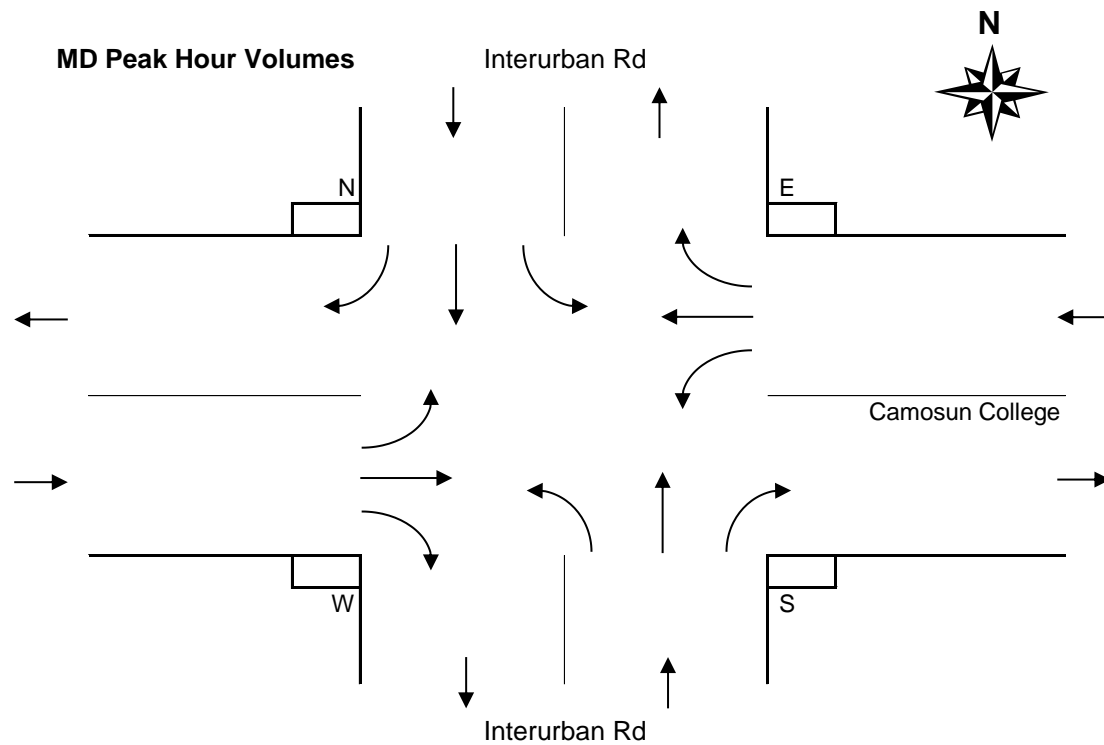 N
MD Peak Hour Volumes
Interurban Rd
N
E
Camosun College
W
S
Interurban Rd